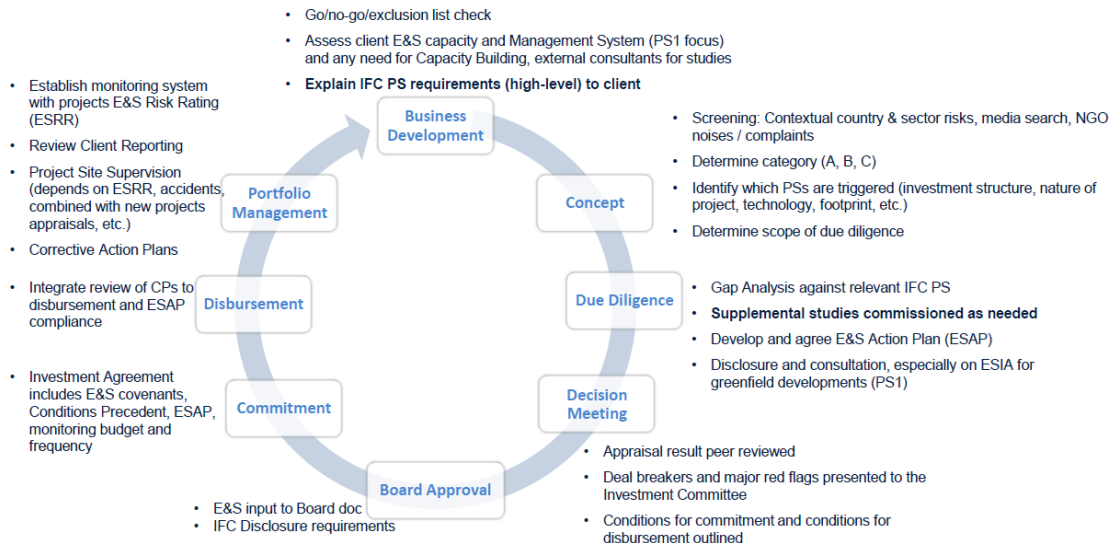 • Go/no-go/exclusion list check
• Assess client E&S capacity and Management System (PS1 focus)
and any need for Capacity Building, external consultants for studies
• Explain IFC PS requirements (high-level) to client
Business
Development
• Screening: Contextual country & sector risks, media search, NGO
noises / complaints
• Determine category (A, B, C)
• Identify which PSs are triggered (investment structure, nature of
project, technology, footprint, etc.)
• Determine scope of due diligence
Concept
• Gap Analysis against relevant IFC PS
• Supplemental studies commissioned as needed
• Develop and agree E&S Action Plan (ESAP)
• Disclosure and consultation, especially on ESIA for
greenfield developments (PS1)
Due Diligence
Decision
Meeting
• Appraisal result peer reviewed
• Deal breakers and major red flags presented to the
Investment Committee
• Conditions for commitment and conditions for
disbursement outlined
Board Approval
• E&S input to Board doc
• IFC Disclosure requirements
Commitment
• Investment Agreement
includes E&S covenants,
Conditions Precedent, ESAP,
monitoring budget and
frequency
Disbursement
• Integrate review of CPs to
disbursement and ESAP
compliance
Portfolio
Management
• Establish monitoring system
with projects E&S Risk Rating
(ESRR)
• Review Client Reporting
• Project Site Supervision
(depends on ESRR, accidents,
combined with new projects
appraisals, etc.)
• Corrective Action Plans